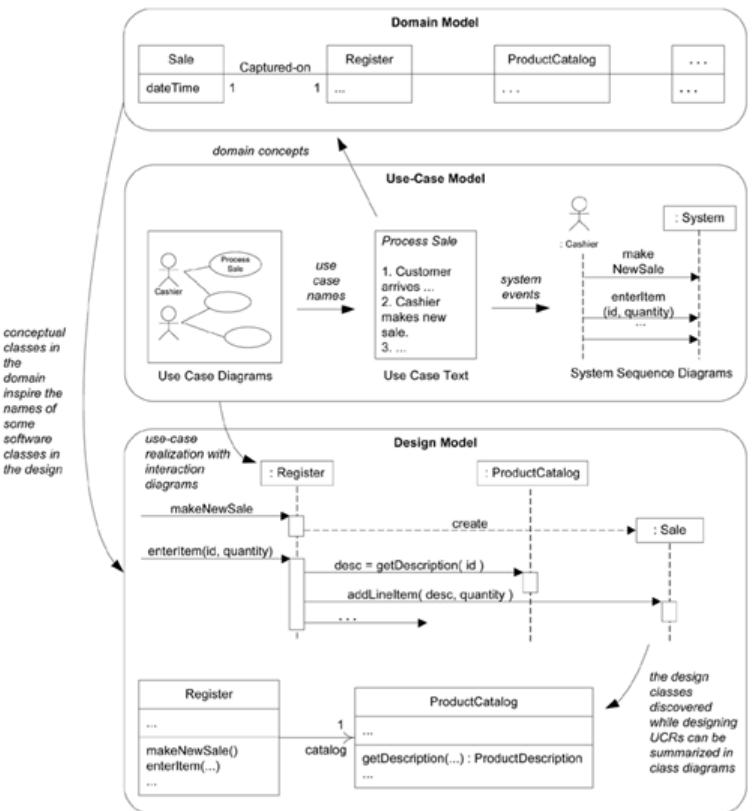 Domain Model
Sale
dateTime
Captured-on
1
1
Register
...
ProductCatalog
...
...
...
domain concepts
Use-Case Model
Process
Sale
Cashier
Use Case Diagrams
use
case
names
Process Sale
1. Customer
arrives ...
2. Cashier
makes new
sale.
3. ...
Use Case Text
system
events
: Cashier
: System
make
NewSale
enterItem
(id, quantity)
...
System Sequence Diagrams
conceptual
classes in
the
domain
inspire the
names of
some
software
classes in
the design
Design Model
use-case
realization with
interaction
diagrams
: Register
: ProductCatalog
makeNewSale
create
: Sale
enterItem(id, quantity)
desc = getDescription( id )
addLineItem( desc, quantity )
...
the design
classes
discovered
while designing
UCRs can be
summarized in
class diagrams
Register
...
makeNewSale()
enterItem(...)
...
1
catalog
ProductCatalog
...
getDescription(...) : ProductDescription
...